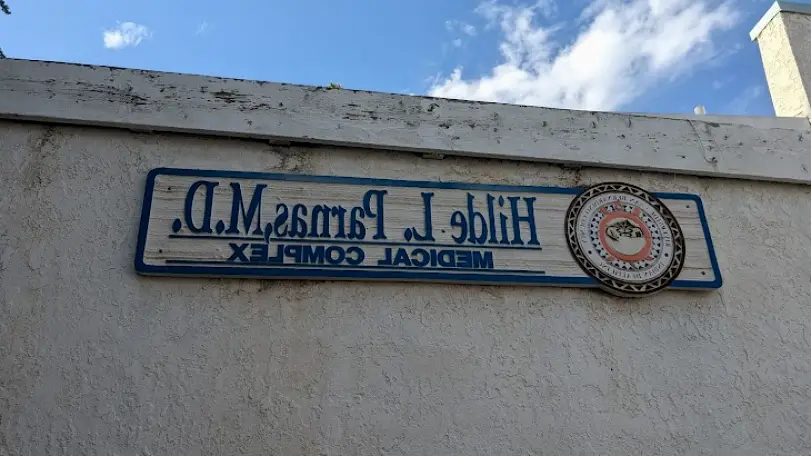 Hilde L. Parnas, M.D.
MEDICAL COMPLEX